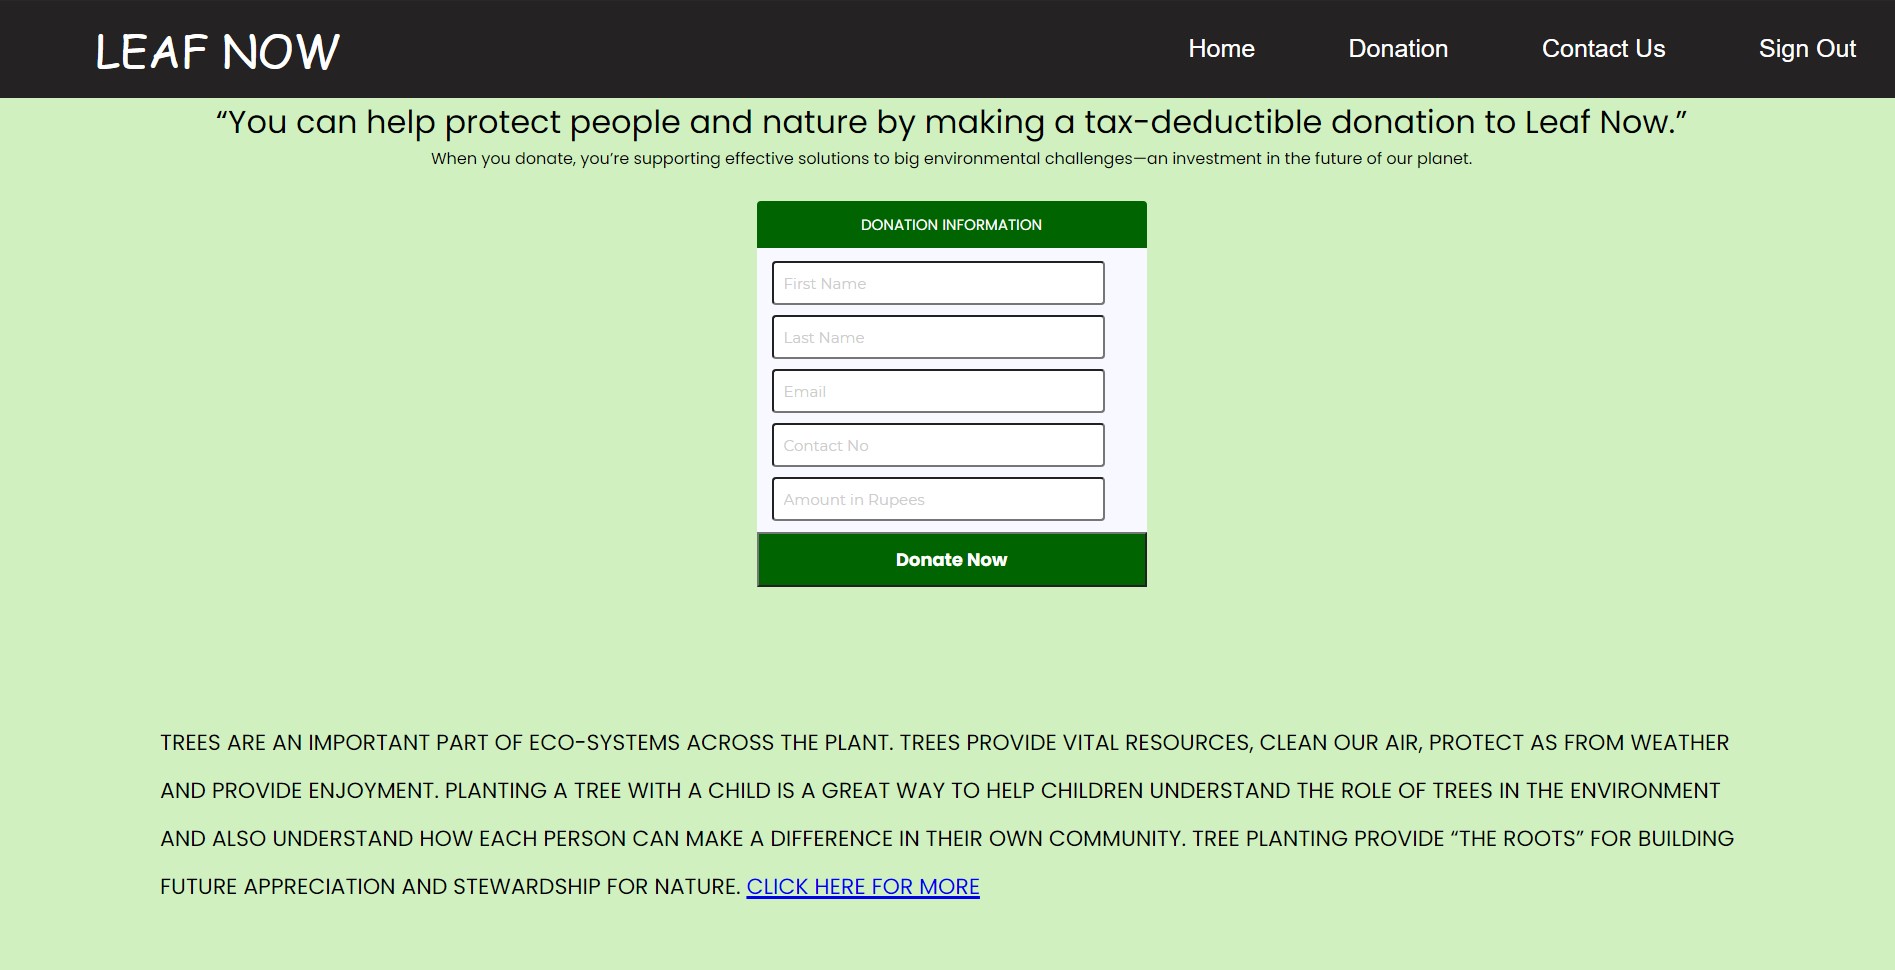 LEAF NOW
Home
Donation
Contact Us
Sign Out
“You can help protect people and nature by making a tax-deductible donation to Leaf Now.”
When you donate, you’re supporting effective solutions to big environmental challenges—an investment in the future of our planet.
DONATION INFORMATION
First Name
Last Name
Email
Contact No
Amount in Rupees
Donate Now
TREES ARE AN IMPORTANT PART OF ECO-SYSTEMS ACROSS THE PLANT. TREES PROVIDE VITAL RESOURCES, CLEAN OUR AIR, PROTECT AS FROM WEATHER
AND PROVIDE ENJOYMENT. PLANTING A TREE WITH A CHILD IS A GREAT WAY TO HELP CHILDREN UNDERSTAND THE ROLE OF TREES IN THE ENVIRONMENT
AND ALSO UNDERSTAND HOW EACH PERSON CAN MAKE A DIFFERENCE IN THEIR OWN COMMUNITY. TREE PLANTING PROVIDE “THE ROOTS” FOR BUILDING
FUTURE APPRECIATION AND STEWARDSHIP FOR NATURE. CLICK HERE FOR MORE